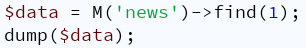 $data = M('news')->find(1);
dump($data);